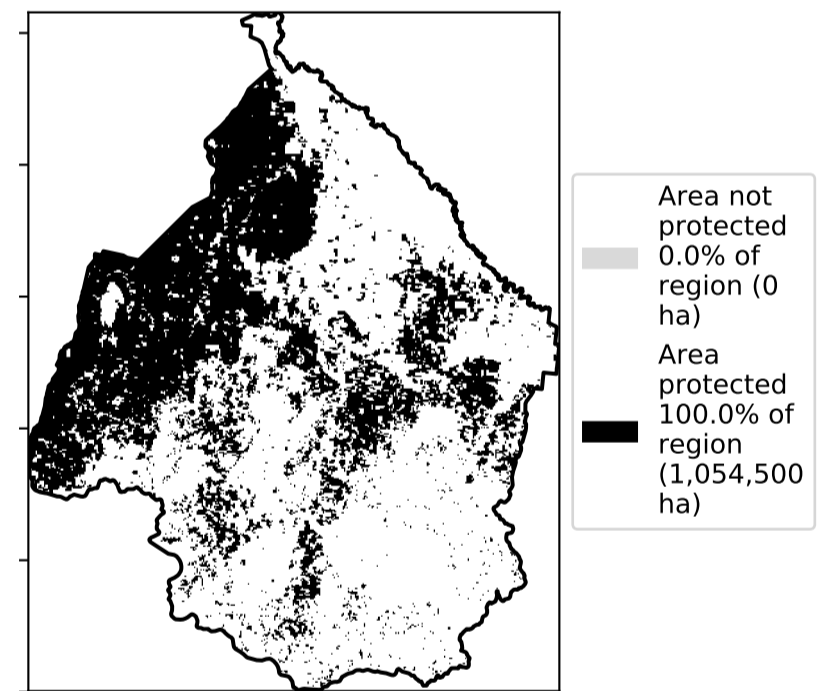 Area not
protected
0.0% of
region (0
ha)
Area
protected
100.0% of
region
(1,054,500
ha)